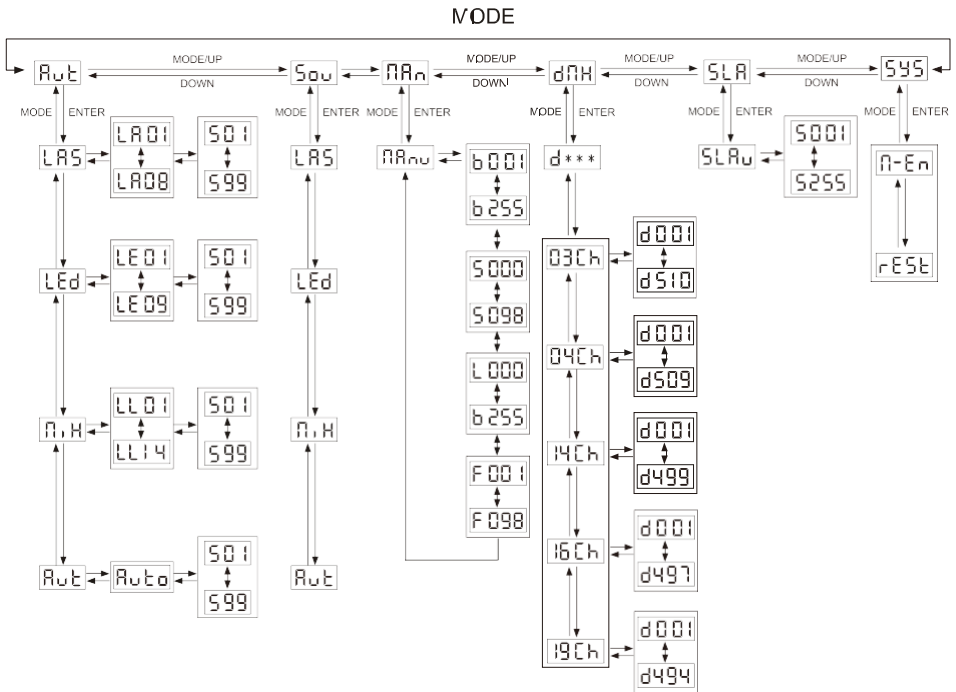 MODE
Aut MODE/UP DOWN Sou MAn MODE/UP DOWN dMX MODE/UP DOWN SLA MODE/UP DOWN SYS
MODE ENTER MODE ENTER MODE ENTER MODE ENTER MODE ENTER MODE ENTER
LAS LA01 LA08 S01 S99
LEd LE01 LE09 S01 S99
MiX LL01 LL14 S01 S99
Aut Auto S01 S99
LAS
LEd
MiX
Aut
MAnu b001
b255
S000
S098
L000
b255
F001
F098
d***
03Ch d001 d510
04Ch d001 d509
14Ch d001 d499
16Ch d001 d497
19Ch d001 d494
SLAv S001 S255
M-En
rESt